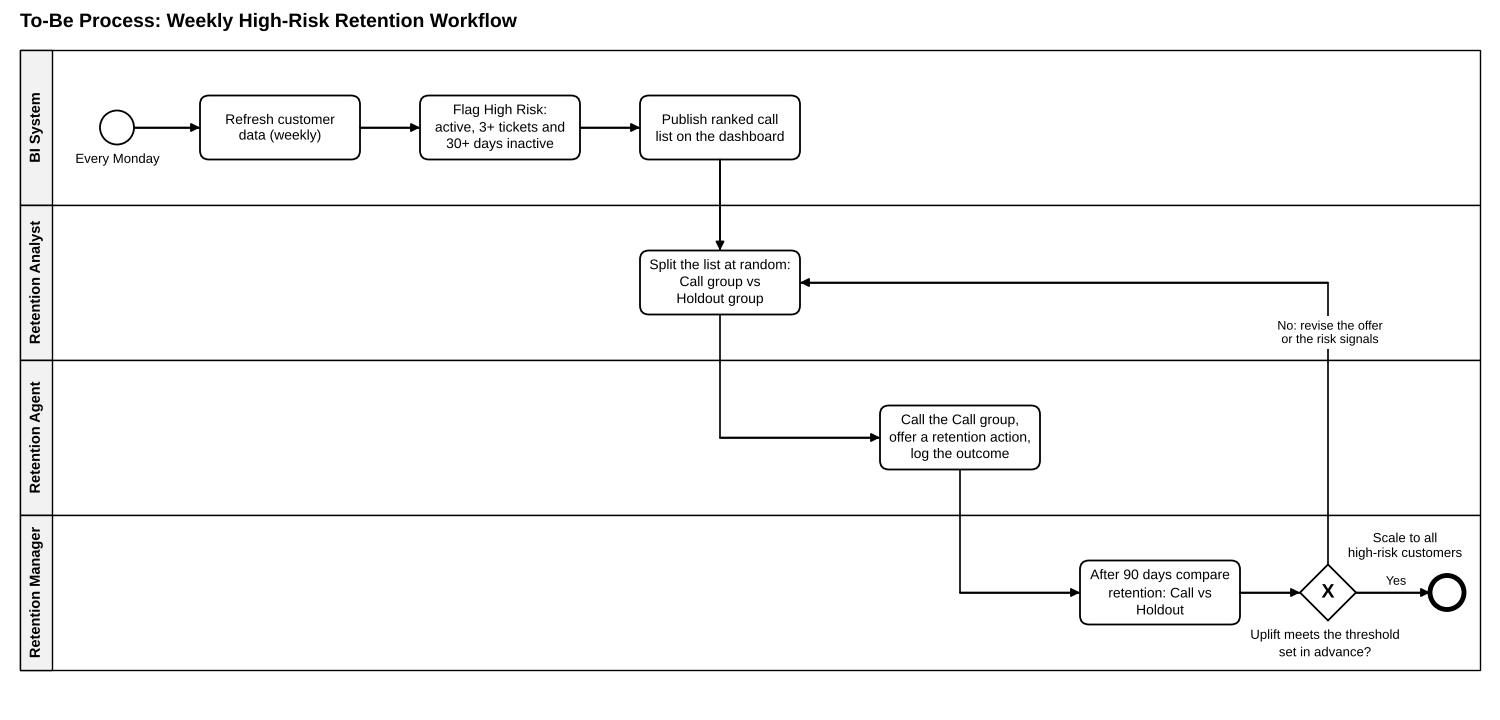 To-Be Process: Weekly High-Risk Retention Workflow
BI System
Every Monday
Refresh customer
data (weekly)
Flag High Risk:
active, 3+ tickets and
30+ days inactive
Publish ranked call
list on the dashboard
Retention Analyst
Split the list at random:
Call group vs
Holdout group
No: revise the offer
or the risk signals
Retention Agent
Call the Call group,
offer a retention action,
log the outcome
Retention Manager
After 90 days compare
retention: Call vs
Holdout
X
Uplift meets the threshold
set in advance?
Yes
Scale to all
high-risk customers